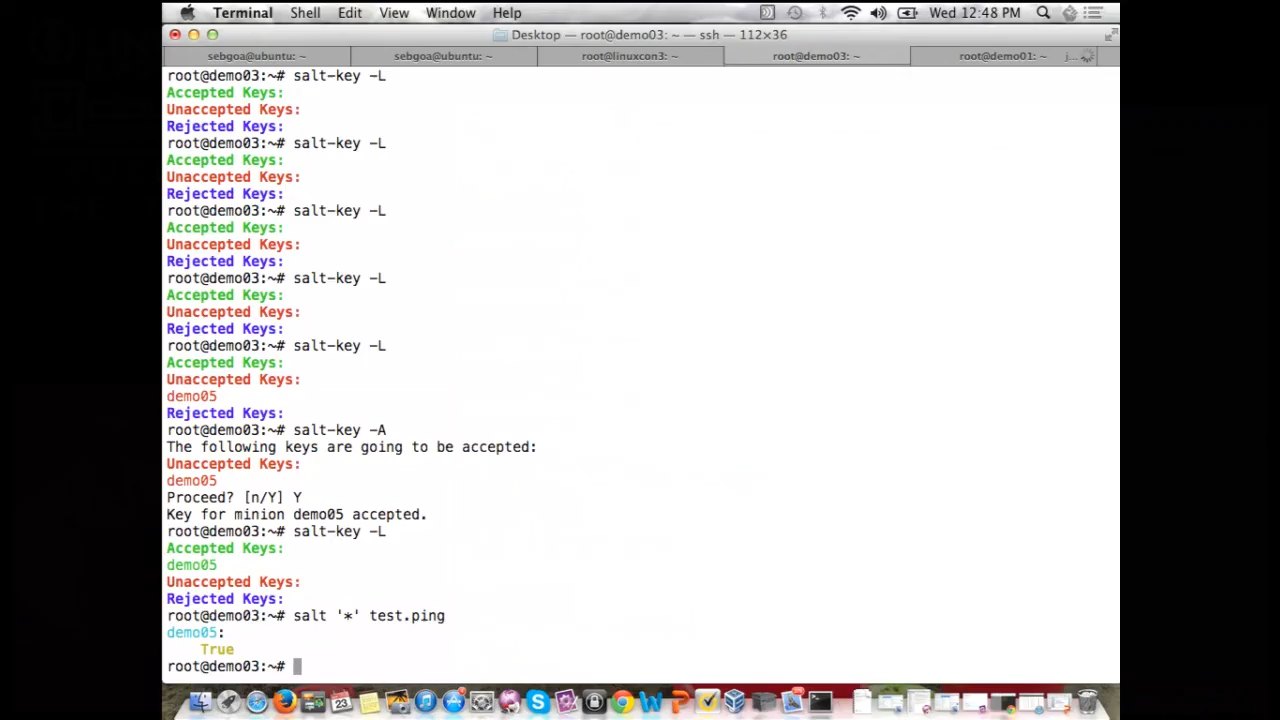 Terminal Shell Edit View Window Help Wed 12:48 PM
Desktop — root@demo03: ~ — ssh — 112×36
sebgoa@ubuntu: ~ sebgoa@ubuntu: ~ root@linuxcon3: ~ root@demo03: ~ root@demo01: ~ j...
root@demo03:~# salt-key -L
Accepted Keys:
Unaccepted Keys:
Rejected Keys:
root@demo03:~# salt-key -L
Accepted Keys:
Unaccepted Keys:
Rejected Keys:
root@demo03:~# salt-key -L
Accepted Keys:
Unaccepted Keys:
Rejected Keys:
root@demo03:~# salt-key -L
Accepted Keys:
Unaccepted Keys:
Rejected Keys:
root@demo03:~# salt-key -L
Accepted Keys:
Unaccepted Keys:
demo05
Rejected Keys:
root@demo03:~# salt-key -A
The following keys are going to be accepted:
Unaccepted Keys:
demo05
Proceed? [n/Y] Y
Key for minion demo05 accepted.
root@demo03:~# salt-key -L
Accepted Keys:
demo05
Unaccepted Keys:
Rejected Keys:
root@demo03:~# salt '*' test.ping
demo05:
True
root@demo03:~#
23